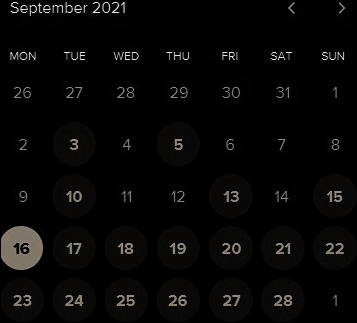 September 2021
MON TUE WED THU FRI SAT SUN
26 27 28 29 30 31 1
2 3 4 5 6 7 8
9 10 11 12 13 14 15
16 17 18 19 20 21 22
23 24 25 26 27 28 1